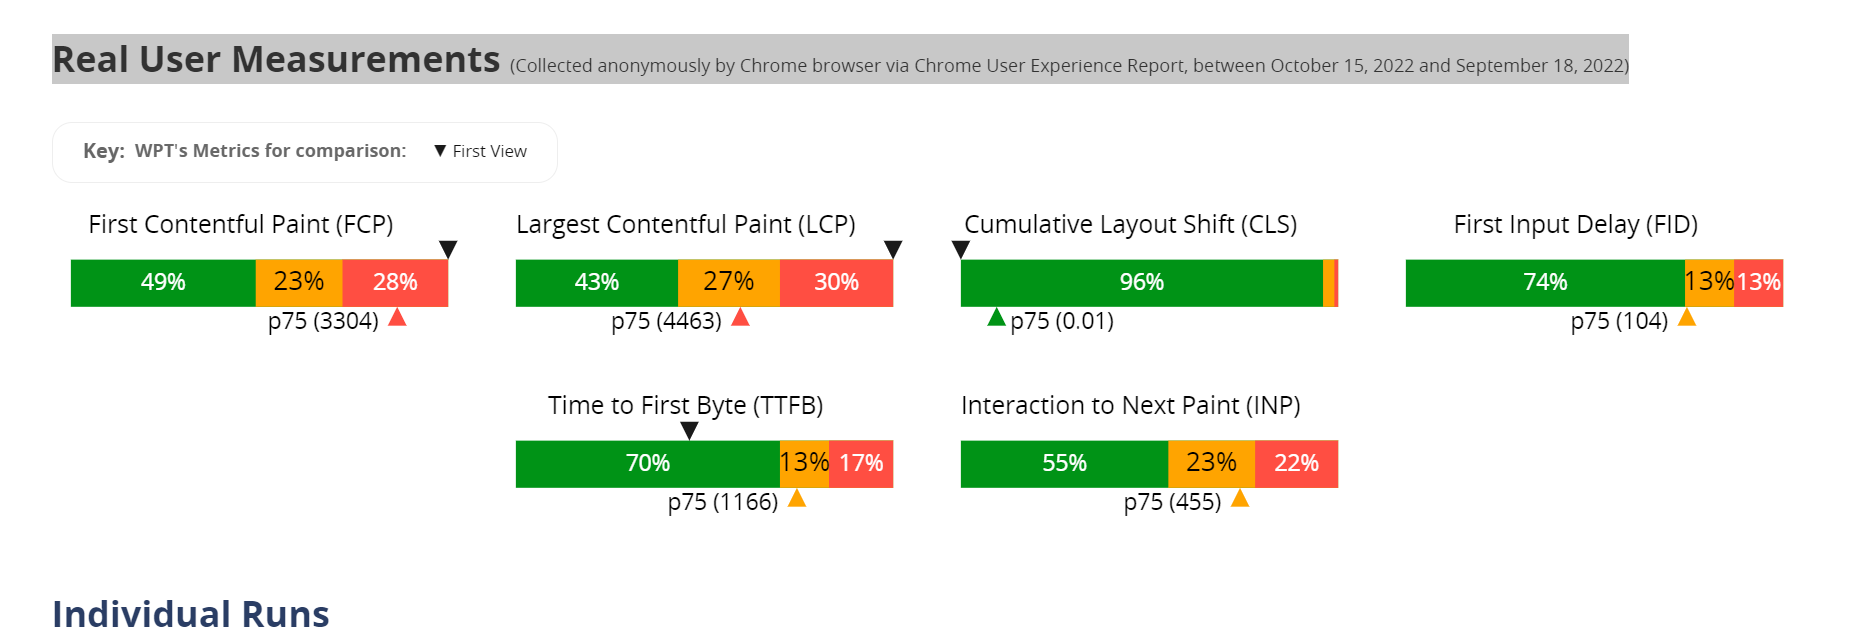 Real User Measurements (Collected anonymously by Chrome browser via Chrome User Experience Report, between October 15, 2022 and September 18, 2022)
Key: WPT's Metrics for comparison: ▼ First View
First Contentful Paint (FCP)
49% 23% 28%
p75 (3304)
Largest Contentful Paint (LCP)
43% 27% 30%
p75 (4463)
Cumulative Layout Shift (CLS)
96%
p75 (0.01)
First Input Delay (FID)
74% 13% 13%
p75 (104)
Time to First Byte (TTFB)
70% 13% 17%
p75 (1166)
Interaction to Next Paint (INP)
55% 23% 22%
p75 (455)
Individual Runs